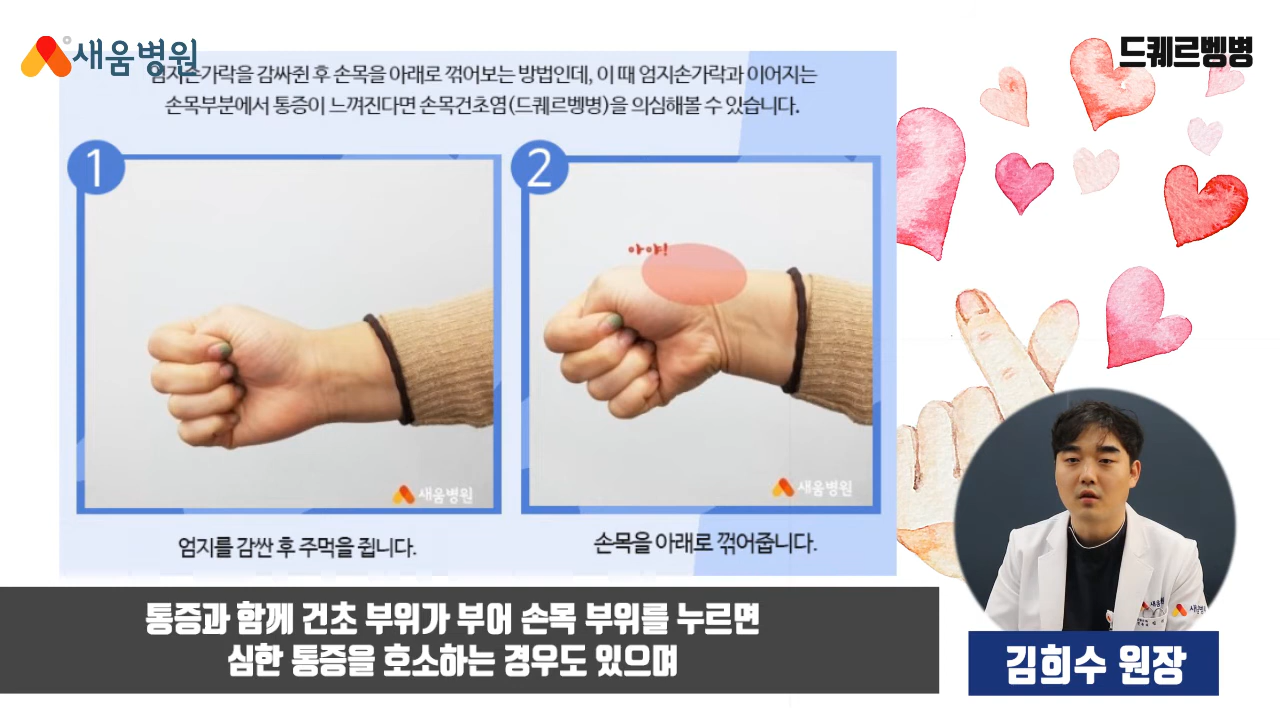 새움병원
드퀘르벵병
엄지손가락을 감싸쥔 후 손목을 아래로 꺾어보는 방법인데, 이 때 엄지손가락과 이어지는
손목부분에서 통증이 느껴진다면 손목건초염(드퀘르벵병)을 의심해볼 수 있습니다.
1
2
아야!
새움병원
새움병원
엄지를 감싼 후 주먹을 쥡니다.
손목을 아래로 꺾어줍니다.
통증과 함께 건초 부위가 부어 손목 부위를 누르면
심한 통증을 호소하는 경우도 있으며
새움병원
김희수 원장